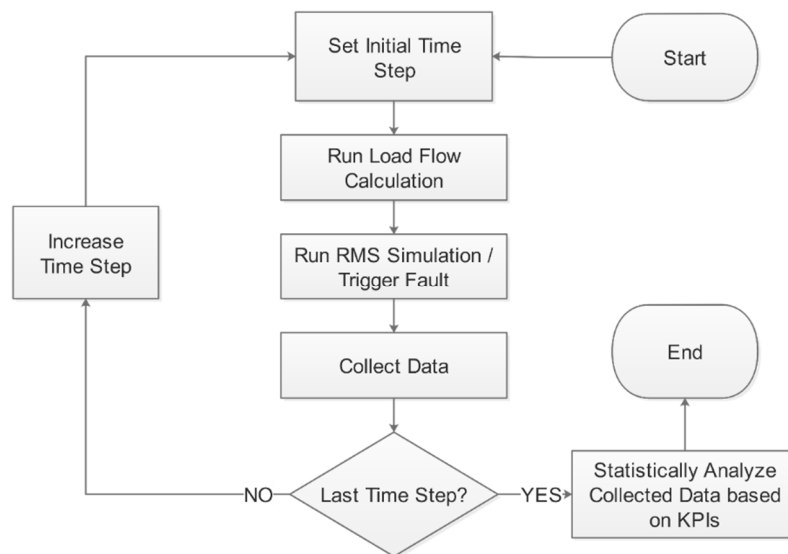 Set Initial Time
Step
Start
Run Load Flow
Calculation
Increase
Time Step
Run RMS Simulation /
Trigger Fault
Collect Data
End
Last Time Step?
NO
YES
Statistically Analyze
Collected Data based
on KPIs